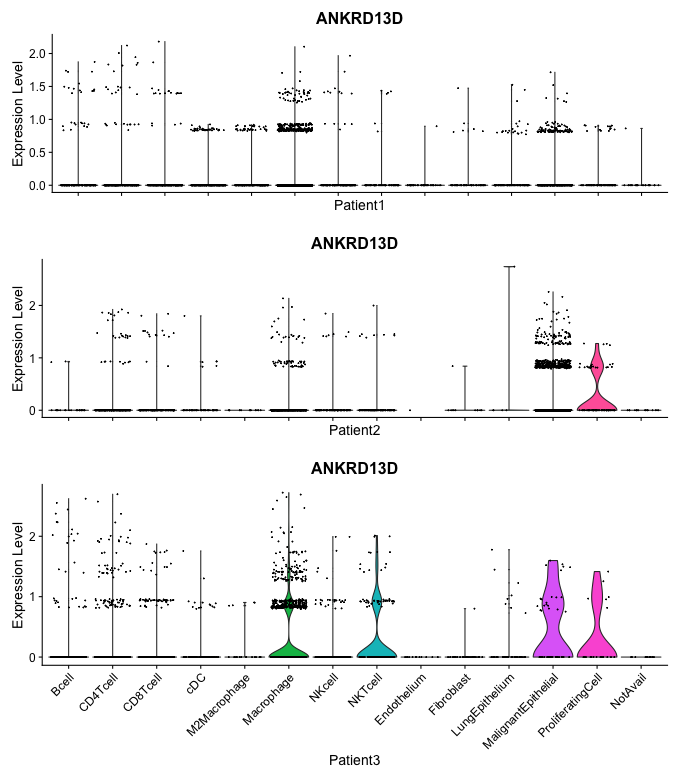 ANKRD13D
Expression Level
2.0
1.5
1.0
0.5
0.0
Patient1
ANKRD13D
Expression Level
2
1
0
Patient2
ANKRD13D
Expression Level
2
1
0
Bcell
CD4Tcell
CD8Tcell
cDC
M2Macrophage
Macrophage
NKcell
NKTcell
Endothelium
Fibroblast
LungEpithelium
MalignantEpithelial
ProliferatingCell
NotAvail
Patient3